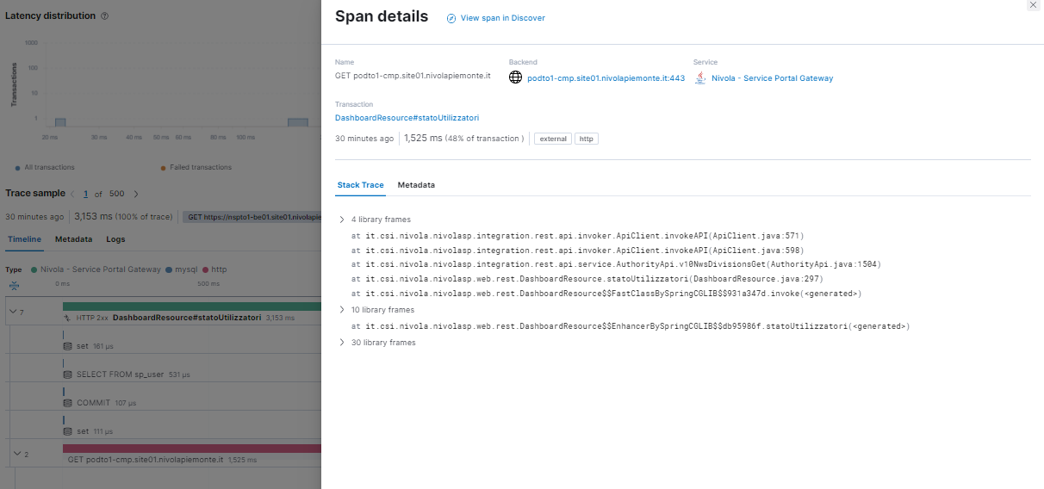 Latency distribution
Transactions
1000
100
10
1
20 ms 30 ms 40 ms 50 ms 60 ms 80 ms 100 ms
All transactions Failed transactions
Trace sample 1 of 500
30 minutes ago 3,153 ms (100% of trace) GET https://mspto1-be01.site01.nivolapiem
Timeline Metadata Logs
Type Nivola - Service Portal Gateway mysql http
0 ms 500 ms
7
HTTP 2xx DashboardResource#statoUtilizzatori 3,153 ms
set 161 μs
SELECT FROM sp_user 531 μs
COMMIT 107 μs
set 111 μs
2
GET podto1-cmp.site01.nivolapiemonte.it 1,525 ms
Span details View span in Discover
Name Backend Service
GET podto1-cmp.site01.nivolapiemonte.it podto1-cmp.site01.nivolapiemonte.it:443 Nivola - Service Portal Gateway
Transaction
DashboardResource#statoUtilizzatori
30 minutes ago 1,525 ms (48% of transaction ) external http
Stack Trace Metadata
4 library frames
at it.csi.nivola.nivolasp.integration.rest.api.invoker.ApiClient.invokeAPI(ApiClient.java:571)
at it.csi.nivola.nivolasp.integration.rest.api.invoker.ApiClient.invokeAPI(ApiClient.java:598)
at it.csi.nivola.nivolasp.integration.rest.api.service.AuthorityApi.v10NwsDivisionsGet(AuthorityApi.java:1504)
at it.csi.nivola.nivolasp.web.rest.DashboardResource.statoUtilizzatori(DashboardResource.java:297)
at it.csi.nivola.nivolasp.web.rest.DashboardResource$$FastClassBySpringCGLIB$$931a347d.invoke(<generated>)
10 library frames
at it.csi.nivola.nivolasp.web.rest.DashboardResource$$EnhancerBySpringCGLIB$$db95986f.statoUtilizzatori(<generated>)
30 library frames